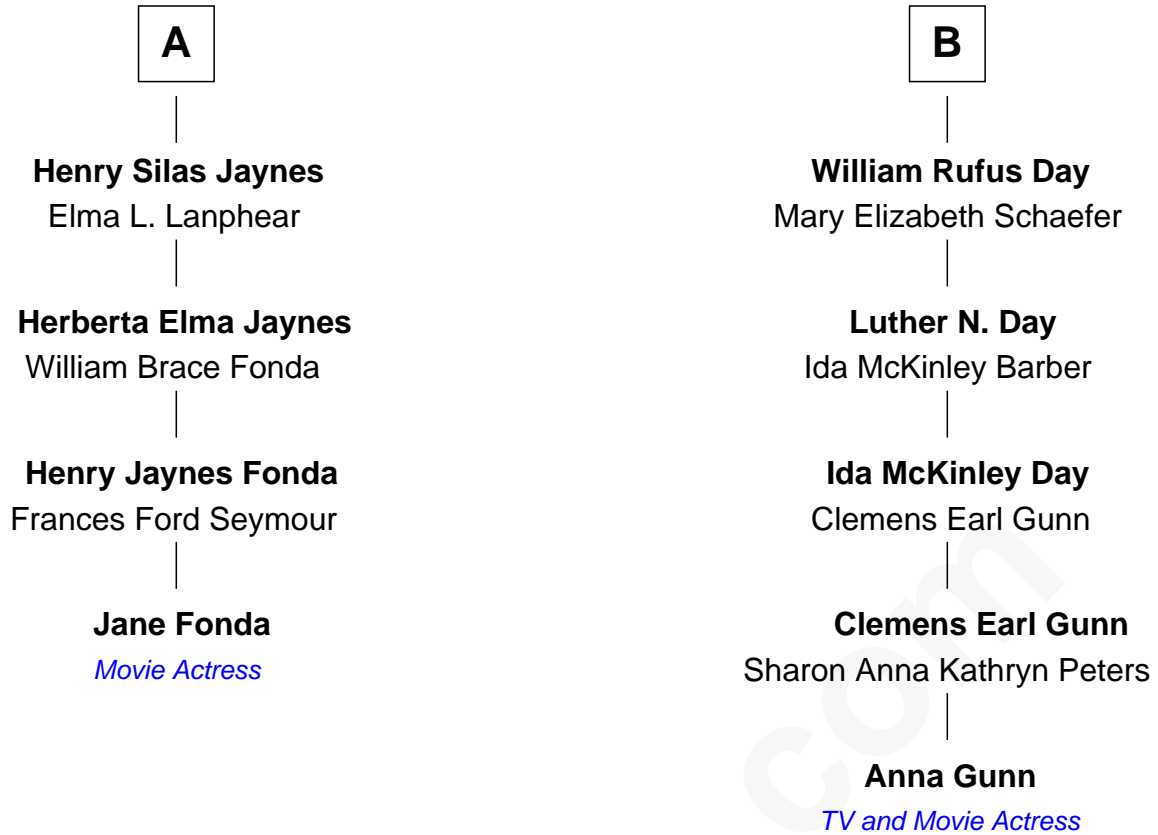 A
Henry Silas Jaynes
Elma L. Lanphear
Herberta Elma Jaynes
William Brace Fonda
Henry Jaynes Fonda
Frances Ford Seymour
Jane Fonda
Movie Actress
B
William Rufus Day
Mary Elizabeth Schaefer
Luther N. Day
Ida McKinley Barber
Ida McKinley Day
Clemens Earl Gunn
Clemens Earl Gunn
Sharon Anna Kathryn Peters
Anna Gunn
TV and Movie Actress
com